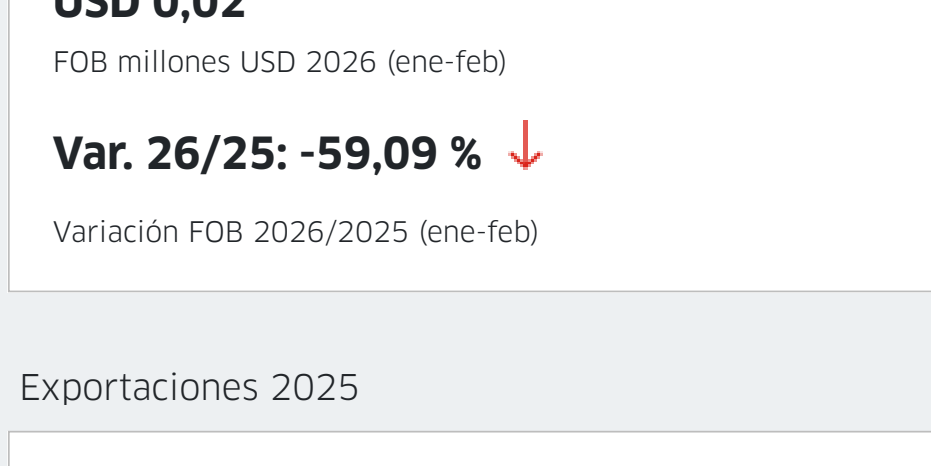 USD 0,02
FOB millones USD 2026 (ene-feb)
Var. 26/25: -59,09 %
Variación FOB 2026/2025 (ene-feb)
Exportaciones 2025